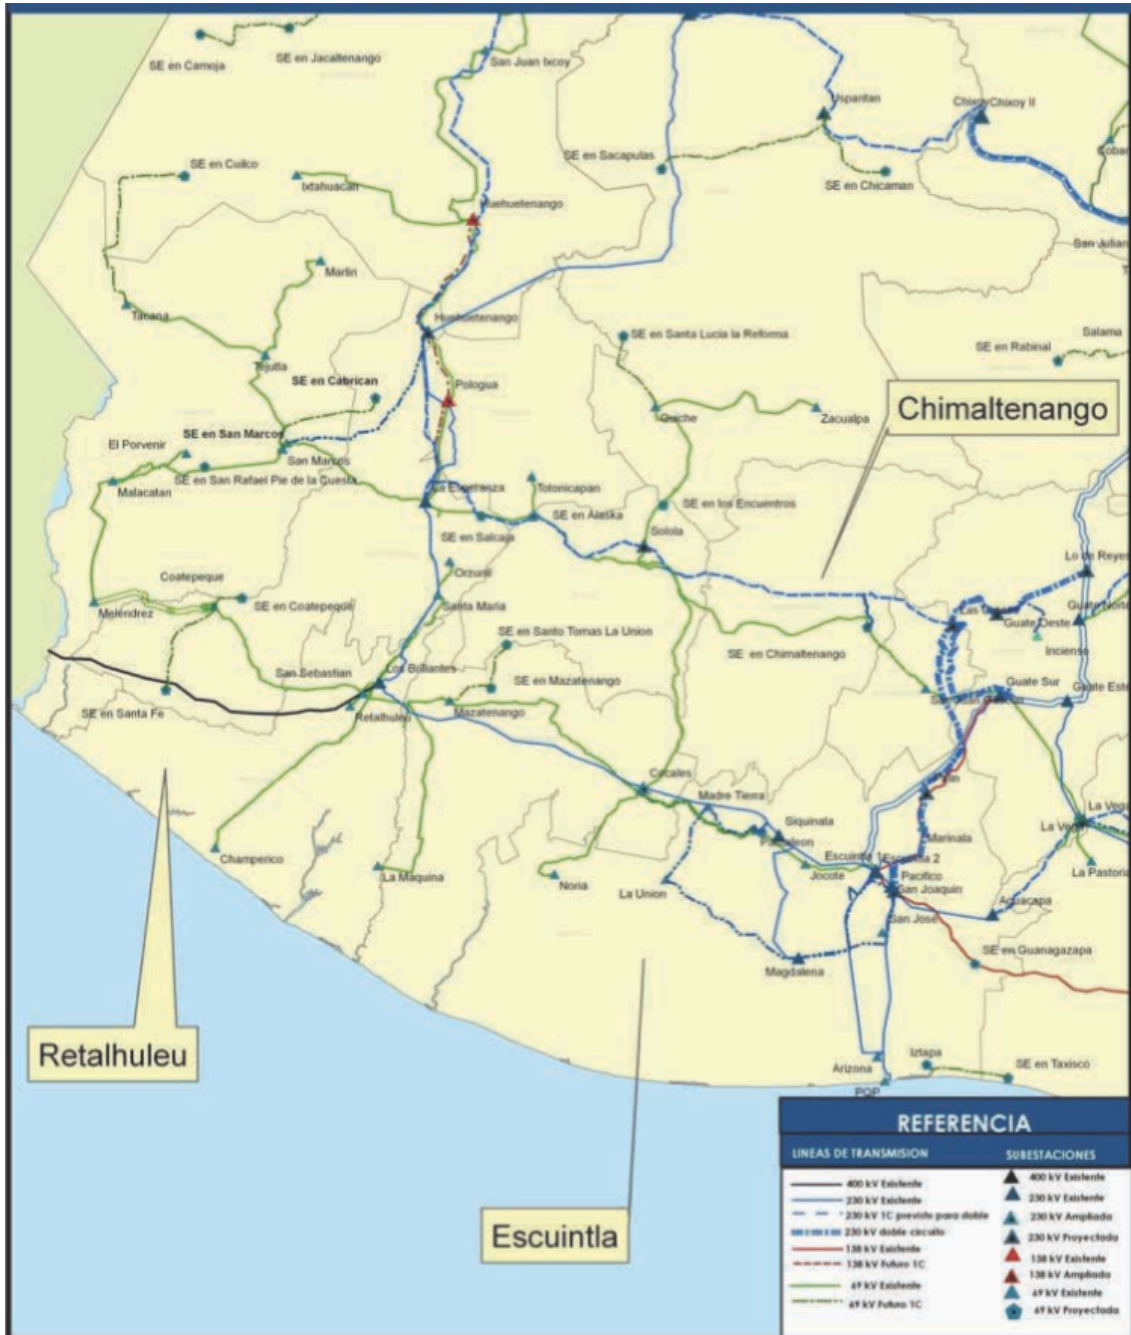 San Juan Ixcoy
SE en Camoja
SE en Jacaltenango
Uspantan
Chixoy
Chixoy II
SE en Cuilco
SE en Sacapulas
Ixtahuacan
SE en Chicaman
Huehuetenango
San Julian
Marlin
Tacana
Huehuetenango
SE en Santa Lucia la Reforma
Salama
SE en Rabinal
Tejutla
SE en Cabrican
Pologua
Chimaltenango
Quiche
Zacualpa
SE en San Marcos
El Porvenir
San Marcos
SE en San Rafael Pie de la Cuesta
Malacatan
La Esperanza
Totonicapan
SE en los Encuentros
SE en Alaska
SE en Salcaja
Solola
Lo de Reyes
Orzunil
Coatepeque
Melendrez
SE en Coatepeque
Santa Maria
Guate Norte
Guate Oeste
SE en Santo Tomas La Union
Incienso
SE en Chimaltenango
San Sebastian
Los Brillantes
SE en Mazatenango
Guate Sur
Guate Este
SE en Santa Fe
Retalhuleu
Mazatenango
Cocales
Madre Tierra
Siquinala
La Vega
Marinala
La Vega
Pantaleon
Champerico
La Maquina
Noria
La Union
Jocote
Escuintla 1
Escuintla 2
Pacifico
San Joaquin
La Pastoria
San José
Aguacapa
SE en Guanagazapa
Magdalena
Retalhuleu
Arizona
Iztapa
SE en Taxisco
PQP
Escuintla
REFERENCIA
LINEAS DE TRANSMISION
SUBESTACIONES
400 kV Existente
230 kV Existente
230 kV 1C previsto para doble
230 kV doble circuito
138 kV Existente
138 kV Futuro 1C
69 kV Existente
69 kV Futuro 1C
400 kV Existente
230 kV Existente
230 kV Ampliada
230 kV Proyectada
138 kV Existente
138 kV Ampliada
69 kV Existente
69 kV Proyectada